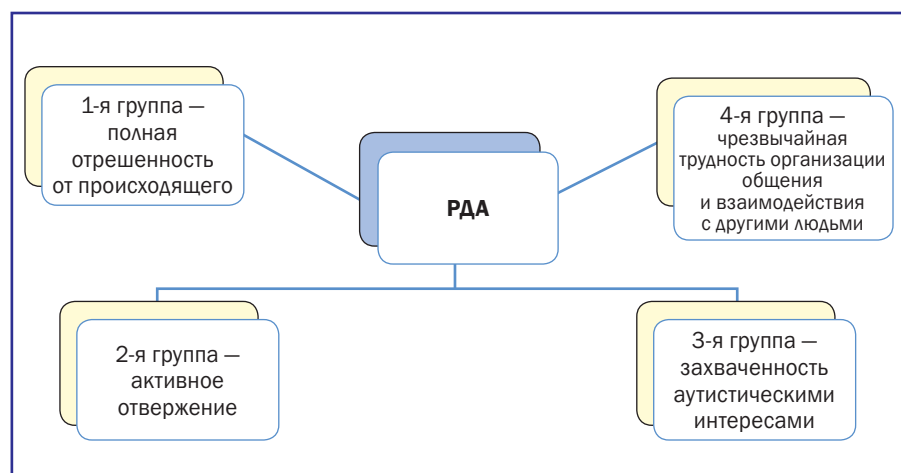 1-я группа —
полная
отрешенность
от происходящего
4-я группа —
чрезвычайная
трудность организации
общения
и взаимодействия
с другими людьми
РДА
2-я группа —
активное
отвержение
3-я группа —
захваченность
аутистическими
интересами